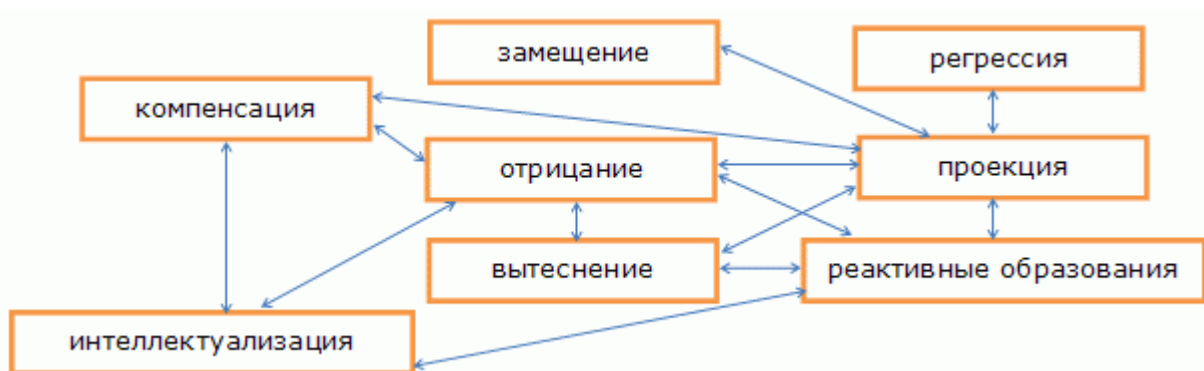 замещение
регрессия
компенсация
отрицание
проекция
вытеснение
реактивные образования
интеллектуализация